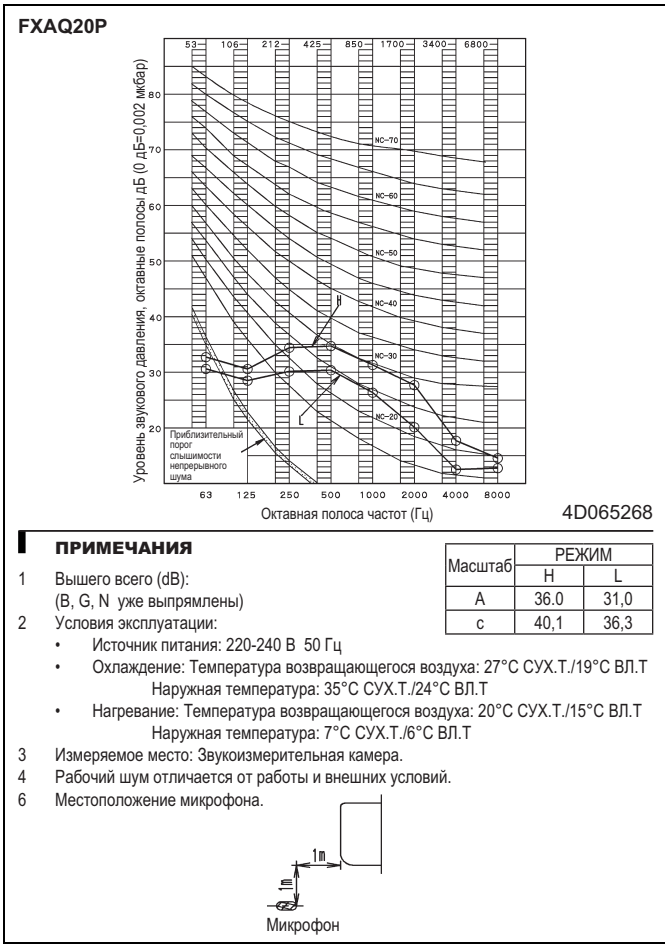 FXAQ20P
53 106 212 425 850 1700 3400 6800
Уровень звукового давления, октавные полосы дБ (0 дБ=0,002 мкбар)
80
70
60
50
40
30
20
NC-70
NC-60
NC-50
NC-40
NC-30
NC-20
H
L
Приблизительный
порог
слышимости
непрерывного
шума
63 125 250 500 1000 2000 4000 8000
Октавная полоса частот (Гц)
4D065268
ПРИМЕЧАНИЯ
Масштаб РЕЖИМ
H L
A 36.0 31,0
c 40,1 36,3
1 Вышего всего (dB):
(B, G, N уже выпрямлены)
2 Условия эксплуатации:
• Источник питания: 220-240 В 50 Гц
• Охлаждение: Температура возвращающегося воздуха: 27°C СУХ.Т./19°C ВЛ.Т
Наружная температура: 35°C СУХ.Т./24°C ВЛ.Т
• Нагревание: Температура возвращающегося воздуха: 20°C СУХ.Т./15°C ВЛ.Т
Наружная температура: 7°C СУХ.Т./6°C ВЛ.Т
3 Измеряемое место: Звукоизмерительная камера.
4 Рабочий шум отличается от работы и внешних условий.
6 Местоположение микрофона.
1m
1m
Микрофон